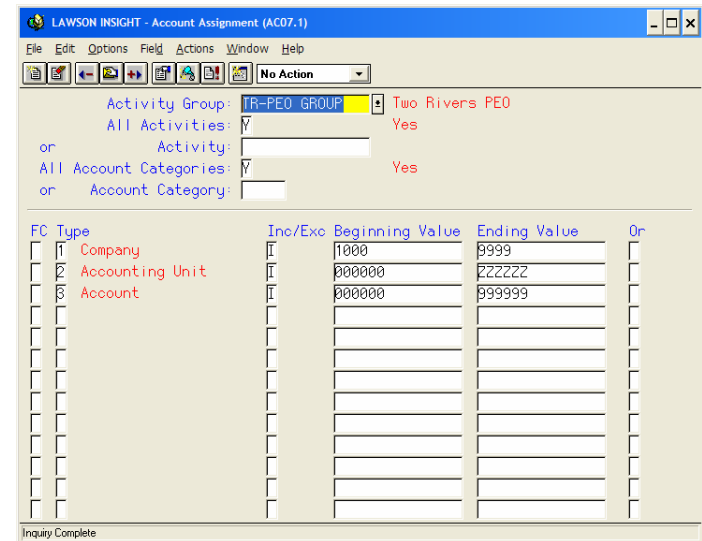 LAWSON INSIGHT - Account Assignment (AC07.1)
File Edit Options Field Actions Window Help
No Action
Activity Group: TR-PEO GROUP Two Rivers PEO
All Activities: Y Yes
or Activity:
All Account Categories: Y Yes
or Account Category:
FC Type Inc/Exc Beginning Value Ending Value Or
1 Company I 1000 9999
2 Accounting Unit I 000000 ZZZZZZ
3 Account I 000000 999999
Inquiry Complete